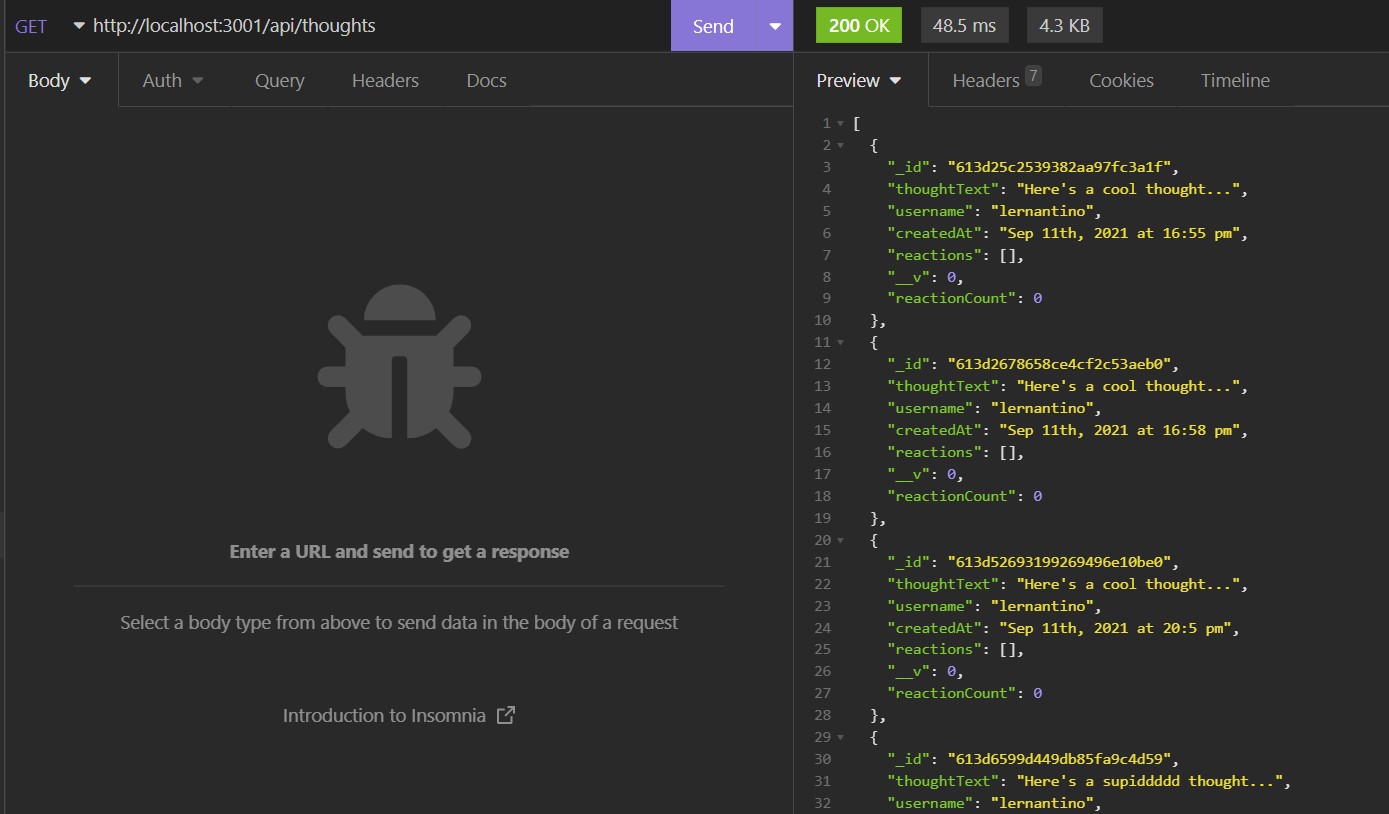 GET http://localhost:3001/api/thoughts Send 200 OK 48.5 ms 4.3 KB
Body Auth Query Headers Docs
Preview Headers 7 Cookies Timeline
Enter a URL and send to get a response
Select a body type from above to send data in the body of a request
Introduction to Insomnia
1 [
2 {
3 "_id": "613d25c2539382aa97fc3a1f",
4 "thoughtText": "Here's a cool thought...",
5 "username": "lernantino",
6 "createdAt": "Sep 11th, 2021 at 16:55 pm",
7 "reactions": [],
8 "__v": 0,
9 "reactionCount": 0
10 },
11 {
12 "_id": "613d2678658ce4cf2c53aeb0",
13 "thoughtText": "Here's a cool thought...",
14 "username": "lernantino",
15 "createdAt": "Sep 11th, 2021 at 16:58 pm",
16 "reactions": [],
17 "__v": 0,
18 "reactionCount": 0
19 },
20 {
21 "_id": "613d52693199269496e10be0",
22 "thoughtText": "Here's a cool thought...",
23 "username": "lernantino",
24 "createdAt": "Sep 11th, 2021 at 20:5 pm",
25 "reactions": [],
26 "__v": 0,
27 "reactionCount": 0
28 },
29 {
30 "_id": "613d6599d449db85fa9c4d59",
31 "thoughtText": "Here's a supiddddd thought...",
32 "username": "lernantino",